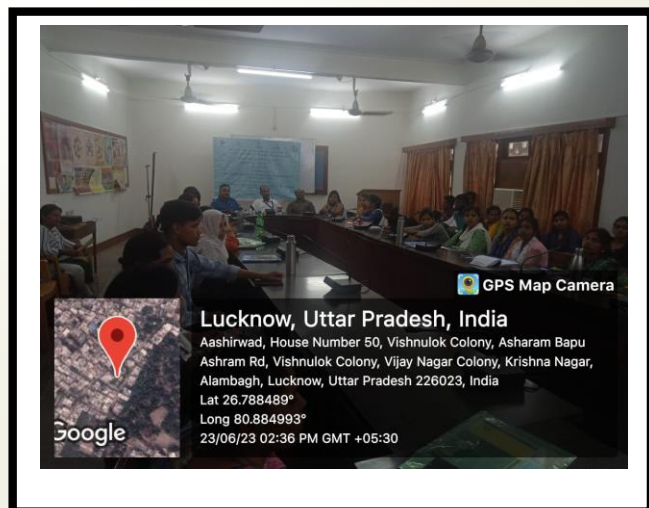 GPS Map Camera
Lucknow, Uttar Pradesh, India
Aashirwad, House Number 50, Vishnulok Colony, Asharam Bapu
Ashram Rd, Vishnulok Colony, Vijay Nagar Colony, Krishna Nagar,
Alambagh, Lucknow, Uttar Pradesh 226023, India
Lat 26.788489°
Long 80.884993°
23/06/23 02:36 PM GMT +05:30
Google